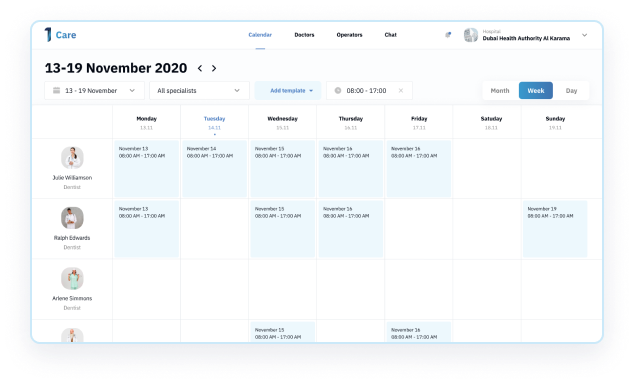 1 Care
Calendar Doctors Operators Chat
Hospital
Dubai Health Authority Al Karama
13-19 November 2020 < >
13 - 19 November All specialists Add template 08:00 - 17:00 ×
Month Week Day
Monday Tuesday Wednesday Thursday Friday Saturday Sunday
13.11 14.11 15.11 16.11 17.11 18.11 19.11
November 13 November 14 November 15 November 16 November 16
08:00 AM - 17:00 AM 08:00 AM - 17:00 AM 08:00 AM - 17:00 AM 08:00 AM - 17:00 AM 08:00 AM - 17:00 AM
Julie Williamson
Dentist
November 13 November 15 November 16 November 19
08:00 AM - 17:00 AM 08:00 AM - 17:00 AM 08:00 AM - 17:00 AM 08:00 AM - 17:00 AM
Ralph Edwards
Dentist
Arlene Simmons
Dentist
November 15 November 16
08:00 AM - 17:00 AM 08:00 AM - 17:00 AM